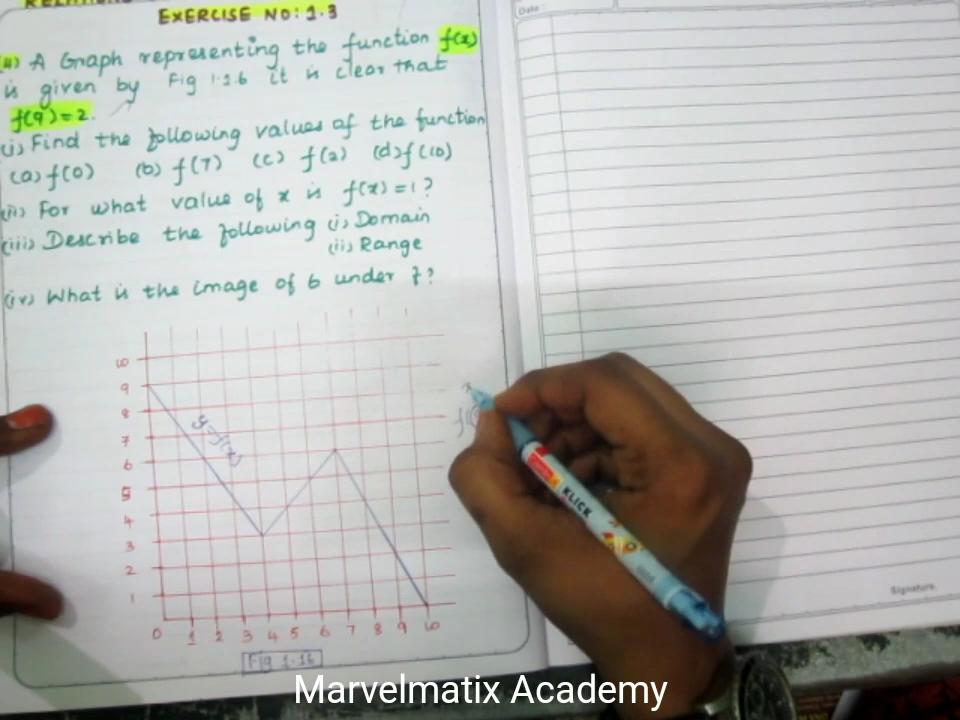 EXERCISE NO: 1.3
(4) A Graph representing the function f(x)
is given by Fig 1.16 it is clear that
f(9)=2.
(i) Find the following values of the function
(a) f(0) (b) f(7) (c) f(2) (d) f(10)
(ii) For what value of x is f(x)=1?
(iii) Describe the following (i) Domain
(ii) Range
(iv) What is the image of 6 under f?
10
9
8
7
6
5
4
3
2
1
y=f(x)
0 1 2 3 4 5 6 7 8 9 10
Fig 1.16
Date:
KLICK
Signature.
Marvelmatix Academy